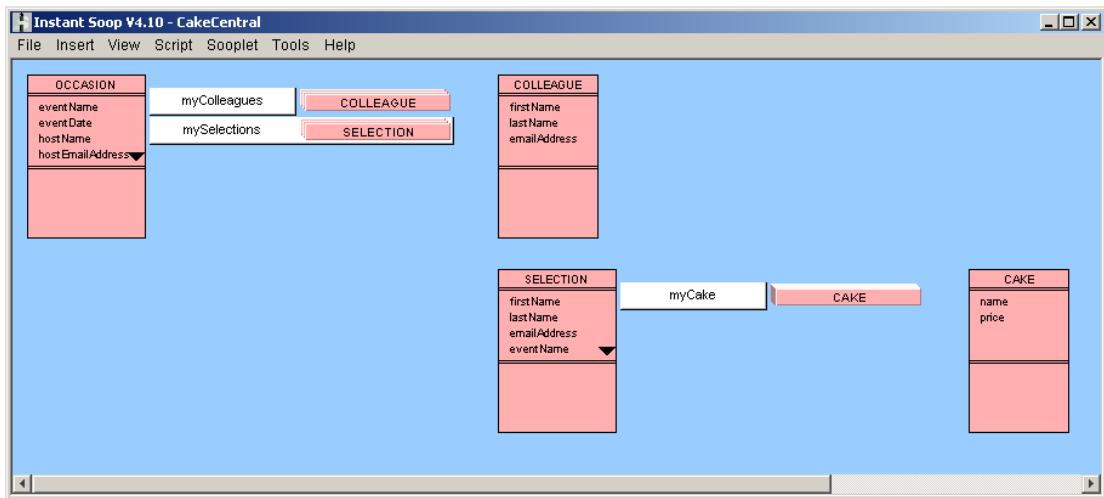 Instant Soop V4.10 - CakeCentral
File Insert View Script Sooplet Tools Help
OCCASION
eventName
eventDate
hostName
hostEmailAddress
myColleagues COLLEAGUE
mySelections SELECTION
COLLEAGUE
firstName
lastName
emailAddress
SELECTION
firstName
lastName
emailAddress
eventName
myCake CAKE
CAKE
name
price